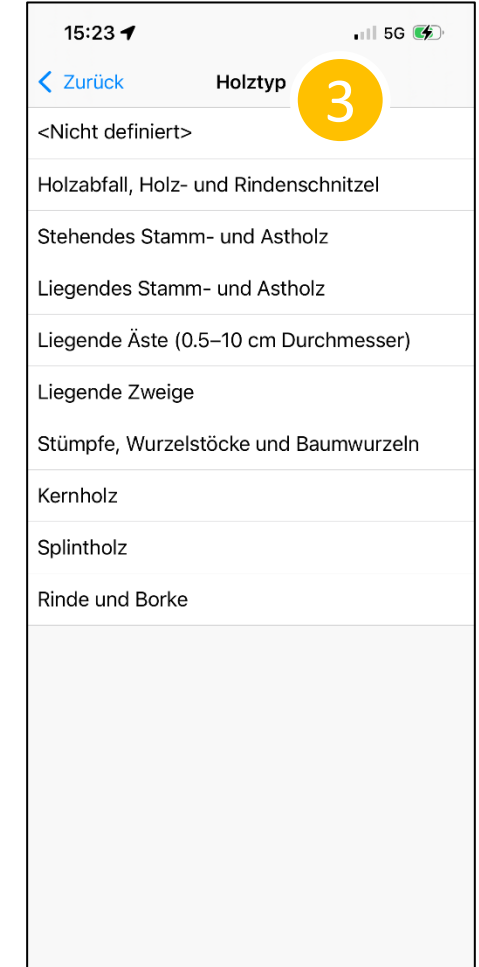 15:23
5G
Zurück
Holztyp
3
<Nicht definiert>
Holzabfall, Holz- und Rindenschnitzel
Stehendes Stamm- und Astholz
Liegendes Stamm- und Astholz
Liegende Äste (0.5–10 cm Durchmesser)
Liegende Zweige
Stümpfe, Wurzelstöcke und Baumwurzeln
Kernholz
Splintholz
Rinde und Borke